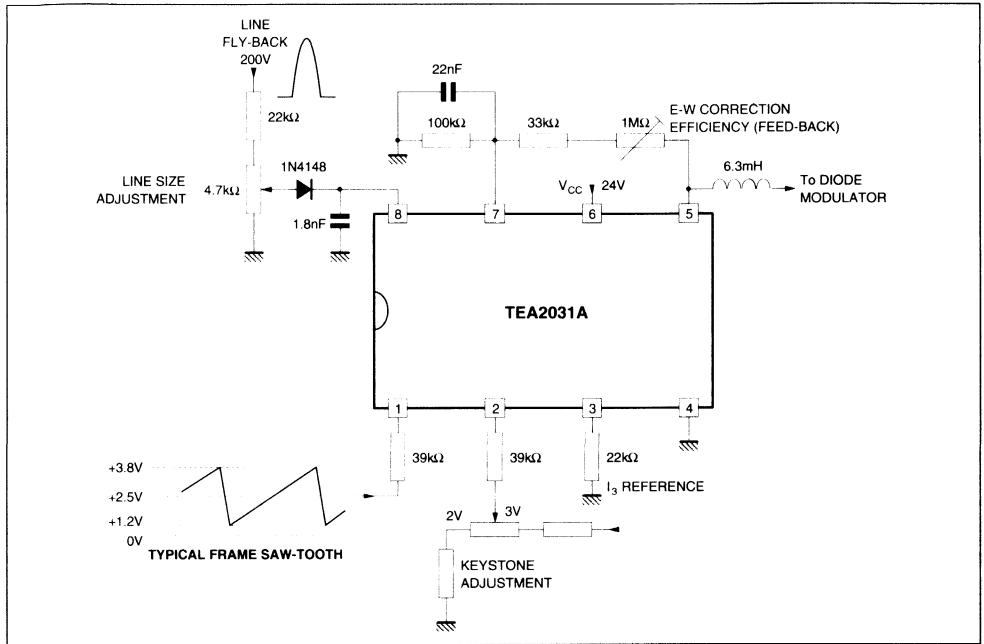 LINE
FLY-BACK
200V
22kΩ
LINE SIZE
ADJUSTMENT
4.7kΩ
1N4148
1.8nF
22nF
100kΩ
33kΩ
1MΩ
E-W CORRECTION
EFFICIENCY (FEED-BACK)
6.3mH
To DIODE
MODULATOR
VCC
24V
8
7
6
5
TEA2031A
1
2
3
4
39kΩ
39kΩ
22kΩ
I3 REFERENCE
+3.8V
+2.5V
+1.2V
0V
TYPICAL FRAME SAW-TOOTH
2V
3V
KEYSTONE
ADJUSTMENT